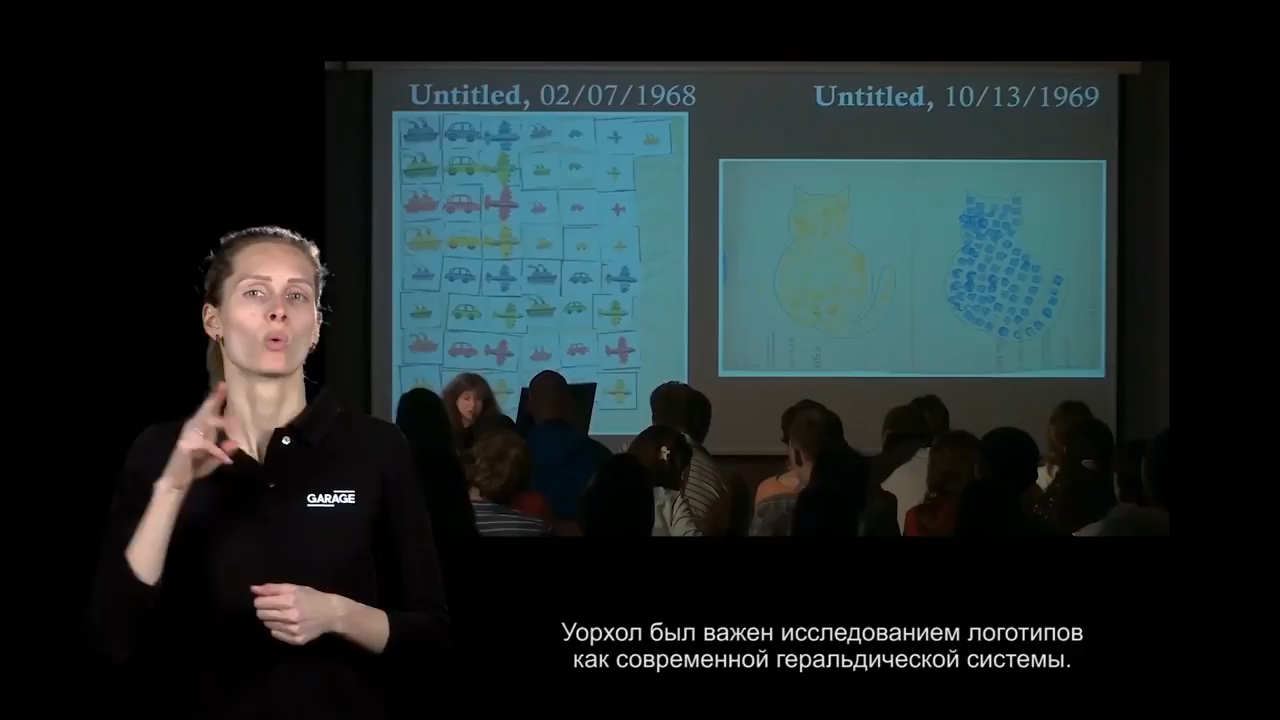 Untitled, 02/07/1968
Untitled, 10/13/1969
GARAGE
Уорхол был важен исследованием логотипов
как современной геральдической системы.